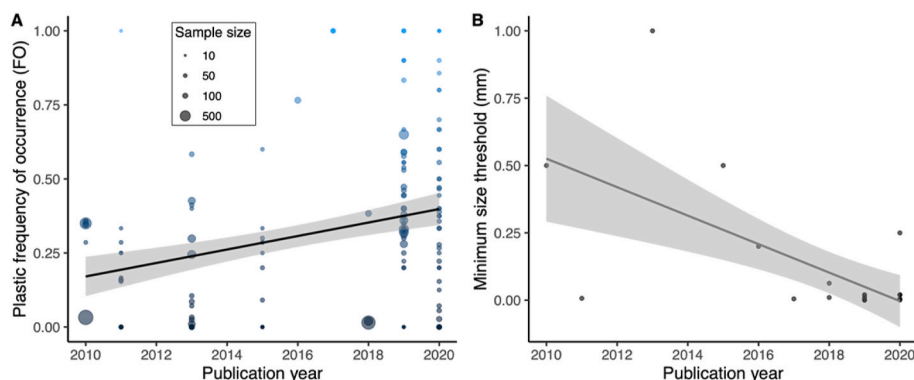 A
Plastic frequency of occurrence (FO)
1.00
0.75
0.50
0.25
0.00
Sample size
10
50
100
500
2010 2012 2014 2016 2018 2020
Publication year
B
Minimum size threshold (mm)
1.00
0.75
0.50
0.25
0.00
2010 2012 2014 2016 2018 2020
Publication year